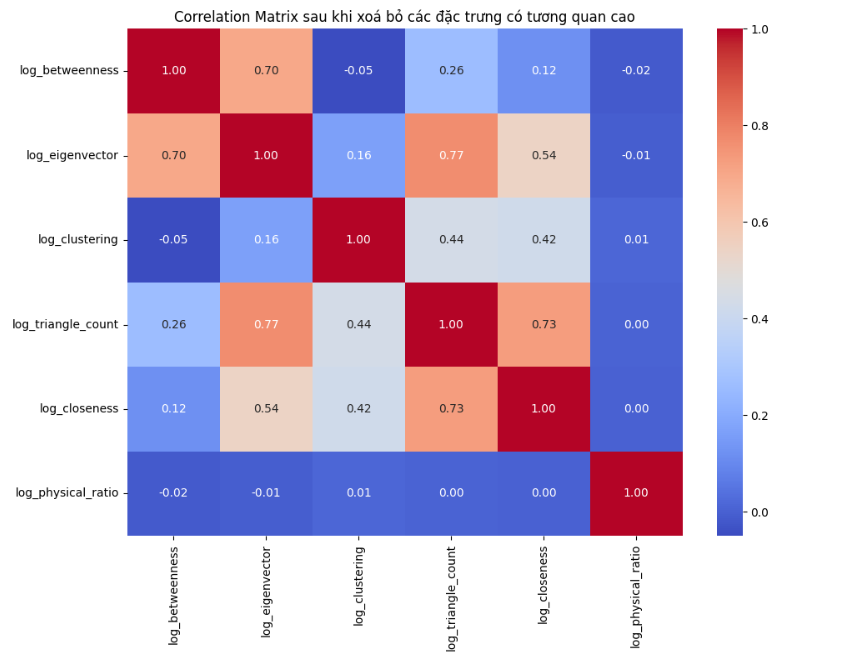 Correlation Matrix sau khi xoá bỏ các đặc trưng có tương quan cao
log_betweenness 1.00 0.70 -0.05 0.26 0.12 -0.02
log_eigenvector 0.70 1.00 0.16 0.77 0.54 -0.01
log_clustering -0.05 0.16 1.00 0.44 0.42 0.01
log_triangle_count 0.26 0.77 0.44 1.00 0.73 0.00
log_closeness 0.12 0.54 0.42 0.73 1.00 0.00
log_physical_ratio -0.02 -0.01 0.01 0.00 0.00 1.00
log_betweenness
log_eigenvector
log_clustering
log_triangle_count
log_closeness
log_physical_ratio
1.0
0.8
0.6
0.4
0.2
0.0